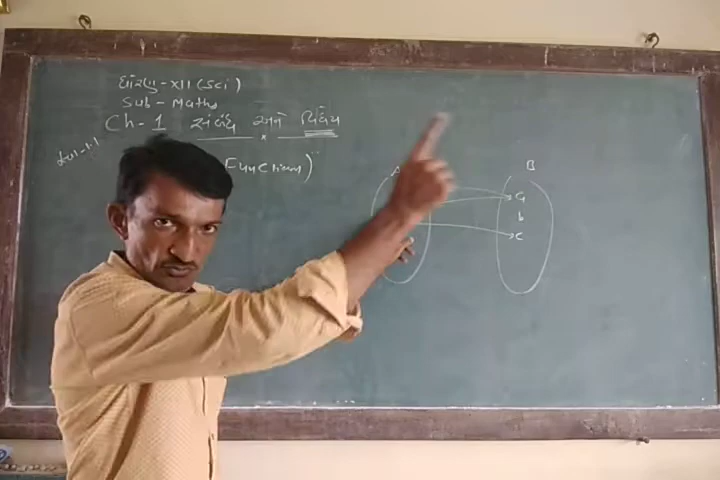 ધોરણ - XII (Sci)
Sub - Maths
Ch - 1 સંબંધ અને વિધેય
Function)"
A B
a
b
c